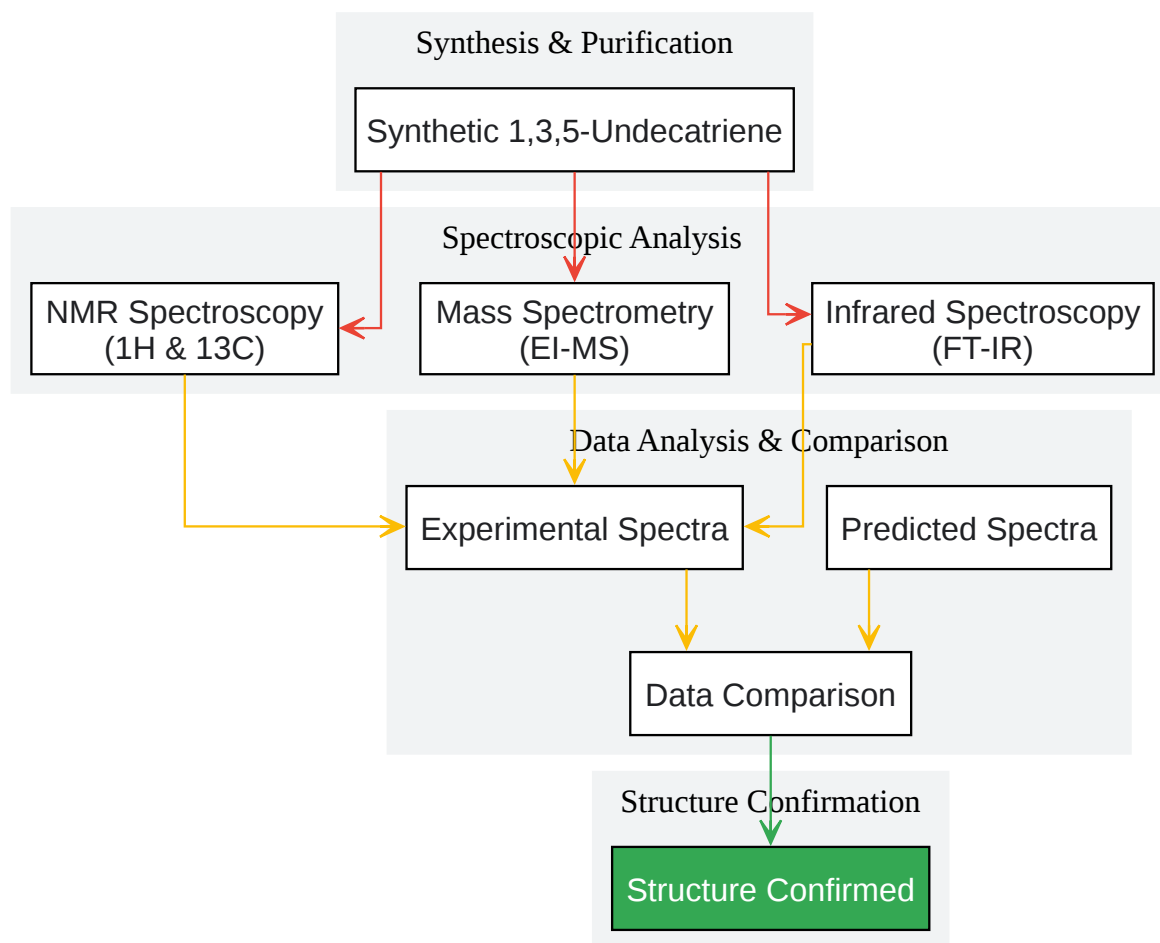 Synthesis & Purification
Synthetic 1,3,5-Undecatriene
Spectroscopic Analysis
NMR Spectroscopy
(1H & 13C)
Mass Spectrometry
(EI-MS)
Infrared Spectroscopy
(FT-IR)
Data Analysis & Comparison
Experimental Spectra
Predicted Spectra
Data Comparison
Structure Confirmation
Structure Confirmed